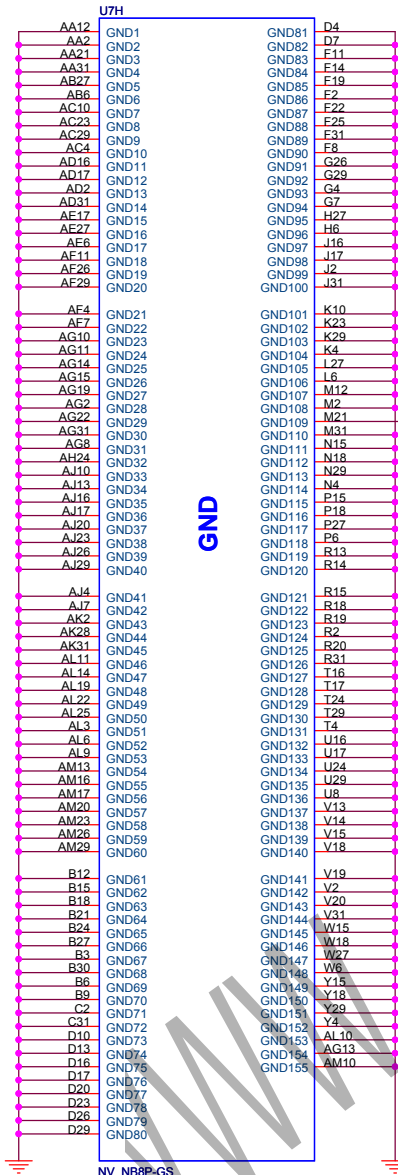 U7H
AA12 GND1 GND81 D4
AA2 GND2 GND82 D7
AA21 GND3 GND83 F11
AA31 GND4 GND84 F14
AB27 GND5 GND85 F19
AB6 GND6 GND86 F2
AC10 GND7 GND87 F22
AC23 GND8 GND88 F25
AC29 GND9 GND89 F31
AC4 GND10 GND90 F8
AD16 GND11 GND91 G26
AD17 GND12 GND92 G29
AD2 GND13 GND93 G4
AD31 GND14 GND94 G7
AE17 GND15 GND95 H27
AE27 GND16 GND96 H6
AE6 GND17 GND97 J16
AF11 GND18 GND98 J17
AF26 GND19 GND99 J2
AF29 GND20 GND100 J31
AF4 GND21 GND101 K10
AF7 GND22 GND102 K23
AG10 GND23 GND103 K29
AG11 GND24 GND104 K4
AG14 GND25 GND105 L27
AG15 GND26 GND106 L6
AG19 GND27 GND107 M12
AG2 GND28 GND108 M2
AG22 GND29 GND109 M21
AG31 GND30 GND110 M31
AG8 GND31 GND111 N15
AH24 GND32 GND112 N18
AJ10 GND33 GND113 N29
AJ13 GND34 GND114 N4
AJ16 GND35 GND115 P15
AJ17 GND36 GND116 P18
AJ20 GND37 GND117 P27
AJ23 GND38 GND118 P6
AJ26 GND39 GND119 R13
AJ29 GND40 GND120 R14
GND
AJ4 GND41 GND121 R15
AJ7 GND42 GND122 R18
AK2 GND43 GND123 R19
AK28 GND44 GND124 R2
AK31 GND45 GND125 R20
AL11 GND46 GND126 R31
AL14 GND47 GND127 T16
AL19 GND48 GND128 T17
AL22 GND49 GND129 T24
AL25 GND50 GND130 T29
AL3 GND51 GND131 T4
AL6 GND52 GND132 U16
AL9 GND53 GND133 U17
AM13 GND54 GND134 U24
AM16 GND55 GND135 U29
AM17 GND56 GND136 U8
AM20 GND57 GND137 V13
AM23 GND58 GND138 V14
AM26 GND59 GND139 V15
AM29 GND60 GND140 V18
B12 GND61 GND141 V19
B15 GND62 GND142 V2
B18 GND63 GND143 V20
B21 GND64 GND144 V31
B24 GND65 GND145 W15
B27 GND66 GND146 W18
B3 GND67 GND147 W27
B30 GND68 GND148 W6
B6 GND69 GND149 Y15
B9 GND70 GND150 Y18
C2 GND71 GND151 Y29
C31 GND72 GND152 Y4
D10 GND73 GND153 AL10
D13 GND74 GND154 AG13
D16 GND75 GND155 AM10
D17 GND76
D20 GND77
D23 GND78
D26 GND79
D29 GND80
NV_NB8P-GS